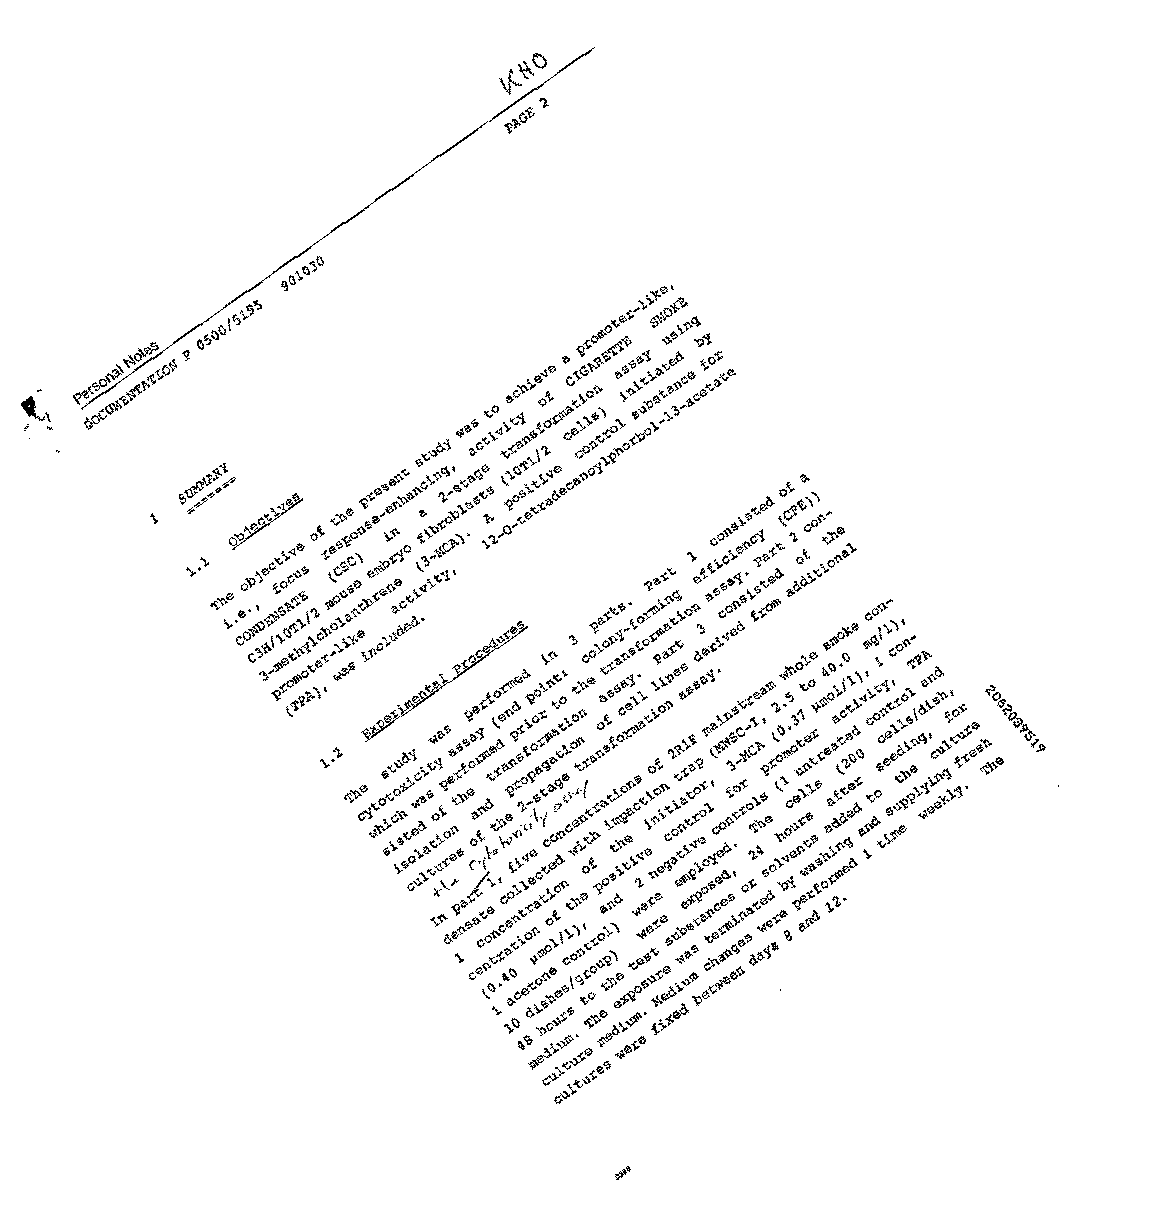 KHO
Personal Notes
DOCUMENTATION P 0500/5195 901030 PAGE 2
1 SUMMARY
=======
1.1 Objectives
The objective of the present study was to achieve a promoter-like,
i.e., focus response-enhancing, activity of CIGARETTE SMOKE
CONDENSATE (CSC) in a 2-stage transformation assay using
C3H/10T1/2 mouse embryo fibroblasts (10T1/2 cells) initiated by
3-methylcholanthrene (3-MCA). A positive control substance for
promoter-like activity, 12-O-tetradecanoylphorbol-13-acetate
(TPA), was included.
1.2 Experimental Procedures
The study was performed in 3 parts. Part 1 consisted of a
cytotoxicity assay (end point: colony-forming efficiency (CFE))
which was performed prior to the transformation assay. Part 2 con-
sisted of the transformation assay. Part 3 consisted of the
isolation and propagation of cell lines derived from additional
cultures of the 2-stage transformation assay.
the cytotoxicity assay
In part 1, five concentrations of 2R1F mainstream whole smoke con-
densate collected with impaction trap (MWSC-I, 2.5 to 40.0 mg/l),
1 concentration of the initiator, 3-MCA (0.37 µmol/l), 1 con-
centration of the positive control for promoter activity, TPA
(0.40 µmol/l), and 2 negative controls (1 untreated control and
1 acetone control) were employed. The cells (200 cells/dish,
10 dishes/group) were exposed, 24 hours after seeding, for
48 hours to the test substances or solvents added to the culture
medium. The exposure was terminated by washing and supplying fresh
culture medium. Medium changes were performed 1 time weekly. The
cultures were fixed between days 8 and 12.